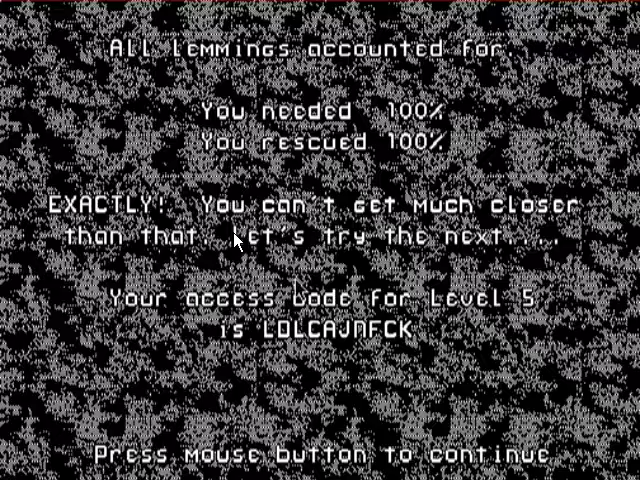 All lemmings accounted for.
You needed 100%
You rescued 100%
EXACTLY! You can't get much closer
than that. Let's try the next....
Your access code for Level 5
is LDLCAJNFCK
Press mouse button to continue